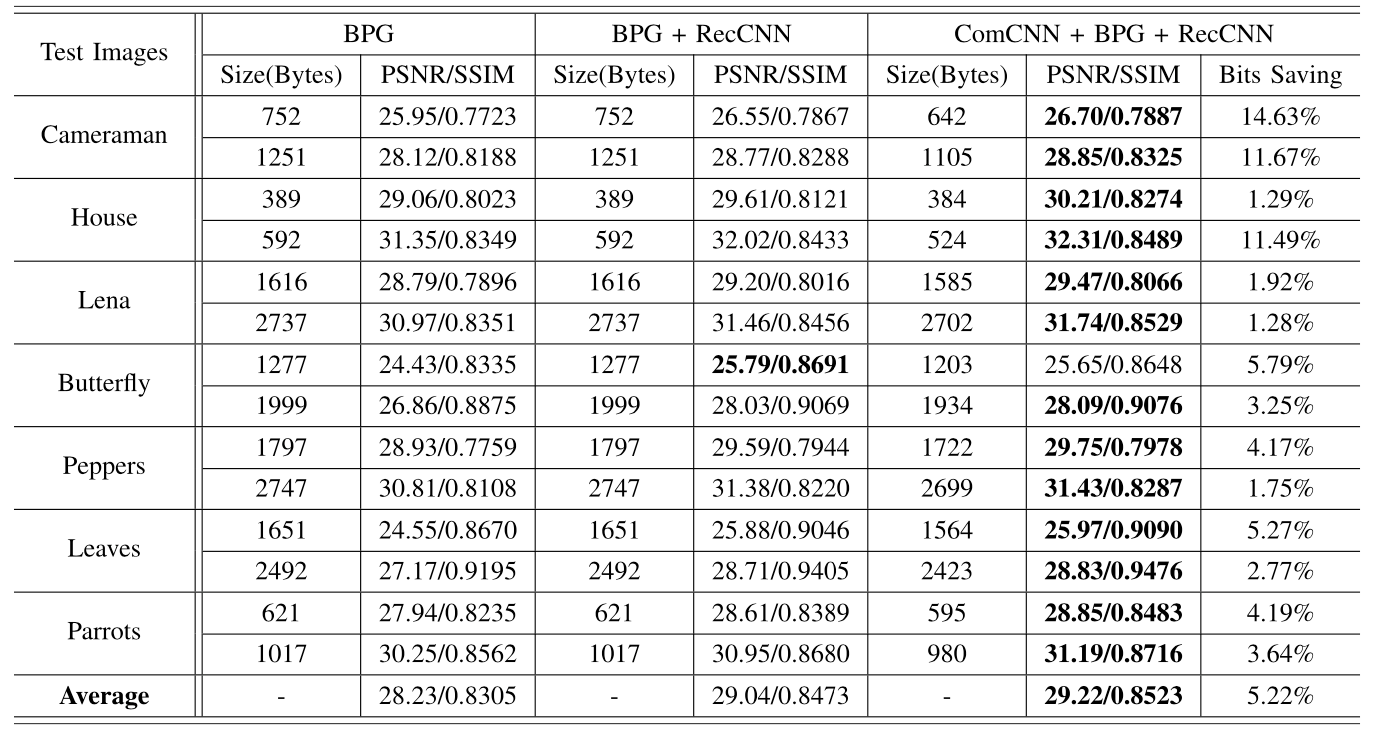 Test Images BPG BPG + RecCNN ComCNN + BPG + RecCNN
Size(Bytes) PSNR/SSIM Size(Bytes) PSNR/SSIM Size(Bytes) PSNR/SSIM Bits Saving
Cameraman 752 25.95/0.7723 752 26.55/0.7867 642 26.70/0.7887 14.63%
1251 28.12/0.8188 1251 28.77/0.8288 1105 28.85/0.8325 11.67%
House 389 29.06/0.8023 389 29.61/0.8121 384 30.21/0.8274 1.29%
592 31.35/0.8349 592 32.02/0.8433 524 32.31/0.8489 11.49%
Lena 1616 28.79/0.7896 1616 29.20/0.8016 1585 29.47/0.8066 1.92%
2737 30.97/0.8351 2737 31.46/0.8456 2702 31.74/0.8529 1.28%
Butterfly 1277 24.43/0.8335 1277 25.79/0.8691 1203 25.65/0.8648 5.79%
1999 26.86/0.8875 1999 28.03/0.9069 1934 28.09/0.9076 3.25%
Peppers 1797 28.93/0.7759 1797 29.59/0.7944 1722 29.75/0.7978 4.17%
2747 30.81/0.8108 2747 31.38/0.8220 2699 31.43/0.8287 1.75%
Leaves 1651 24.55/0.8670 1651 25.88/0.9046 1564 25.97/0.9090 5.27%
2492 27.17/0.9195 2492 28.71/0.9405 2423 28.83/0.9476 2.77%
Parrots 621 27.94/0.8235 621 28.61/0.8389 595 28.85/0.8483 4.19%
1017 30.25/0.8562 1017 30.95/0.8680 980 31.19/0.8716 3.64%
Average - 28.23/0.8305 - 29.04/0.8473 - 29.22/0.8523 5.22%